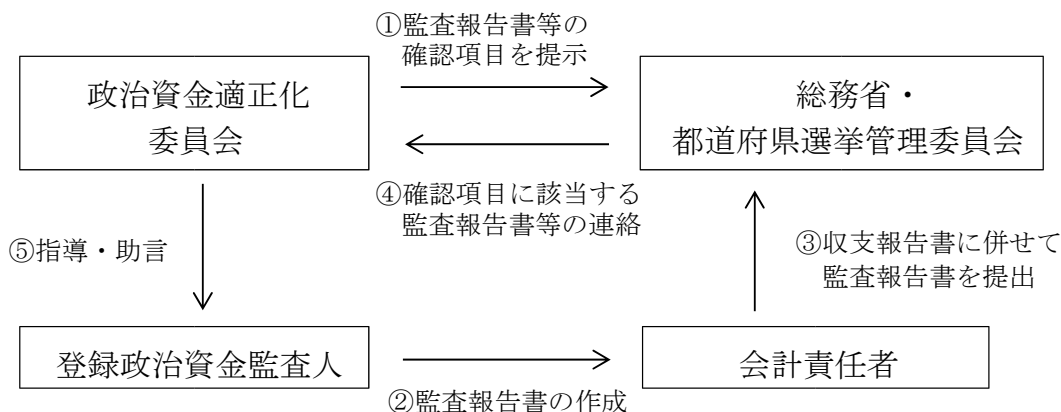 ①監査報告書等の
確認項目を提示
政治資金適正化
委員会
総務省・
都道府県選挙管理委員会
④確認項目に該当する
監査報告書等の連絡
⑤指導・助言
③収支報告書に併せて
監査報告書を提出
登録政治資金監査人
会計責任者
②監査報告書の作成